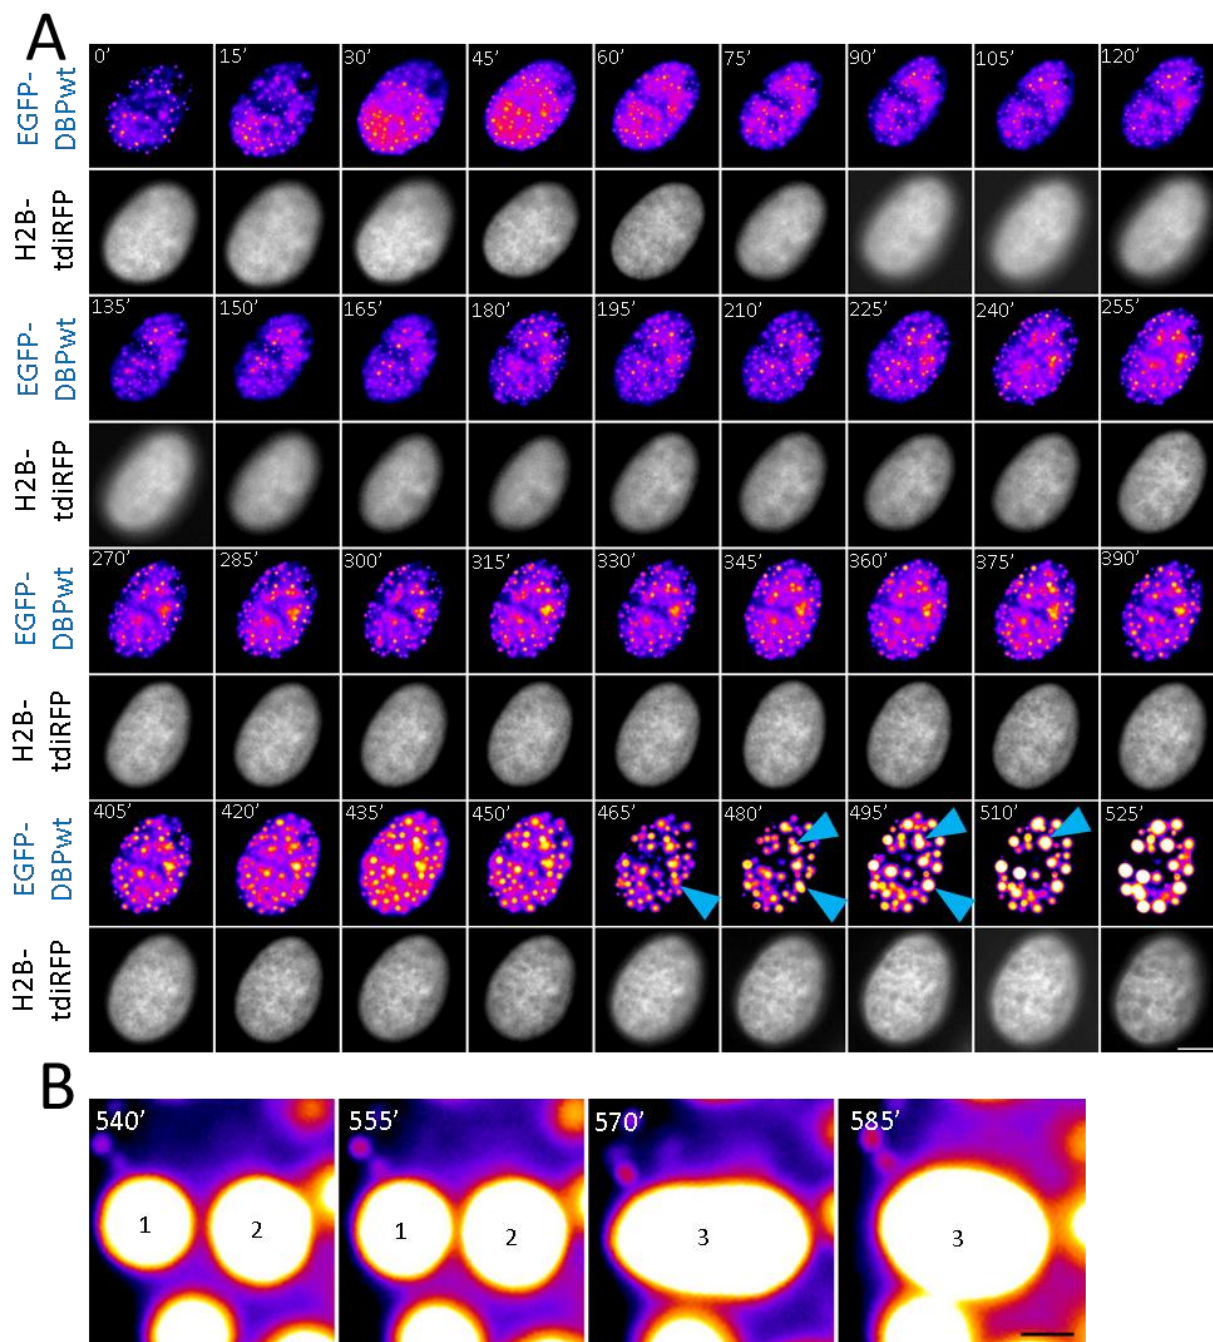 A
EGFP-
DBPwt
0’ 15’ 30’ 45’ 60’ 75’ 90’ 105’ 120’
H2B-
tdiRFP
EGFP-
DBPwt
135’ 150’ 165’ 180’ 195’ 210’ 225’ 240’ 255’
H2B-
tdiRFP
EGFP-
DBPwt
270’ 285’ 300’ 315’ 330’ 345’ 360’ 375’ 390’
H2B-
tdiRFP
EGFP-
DBPwt
405’ 420’ 435’ 450’ 465’ 480’ 495’ 510’ 525’
H2B-
tdiRFP
B
540’ 555’ 570’ 585’
1 2 1 2 3 3